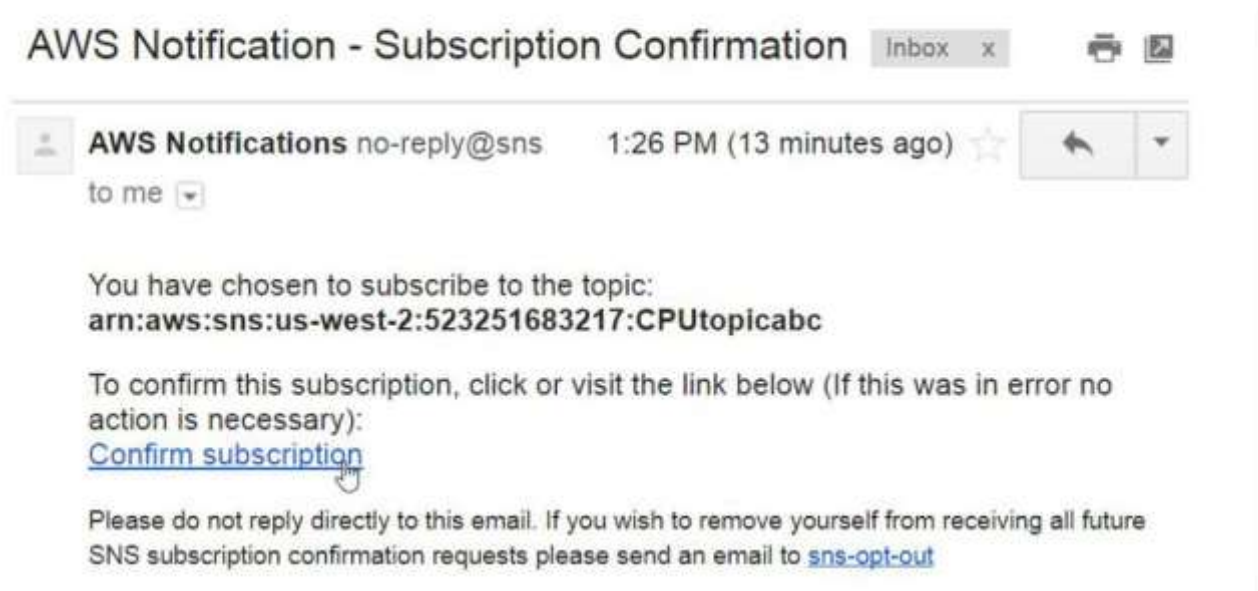 AWS Notification - Subscription Confirmation Inbox x
AWS Notifications no-reply@sns 1:26 PM (13 minutes ago)
to me
You have chosen to subscribe to the topic:
arn:aws:sns:us-west-2:523251683217:CPUtopicabc
To confirm this subscription, click or visit the link below (If this was in error no
action is necessary):
Confirm subscription
Please do not reply directly to this email. If you wish to remove yourself from receiving all future
SNS subscription confirmation requests please send an email to sns-opt-out